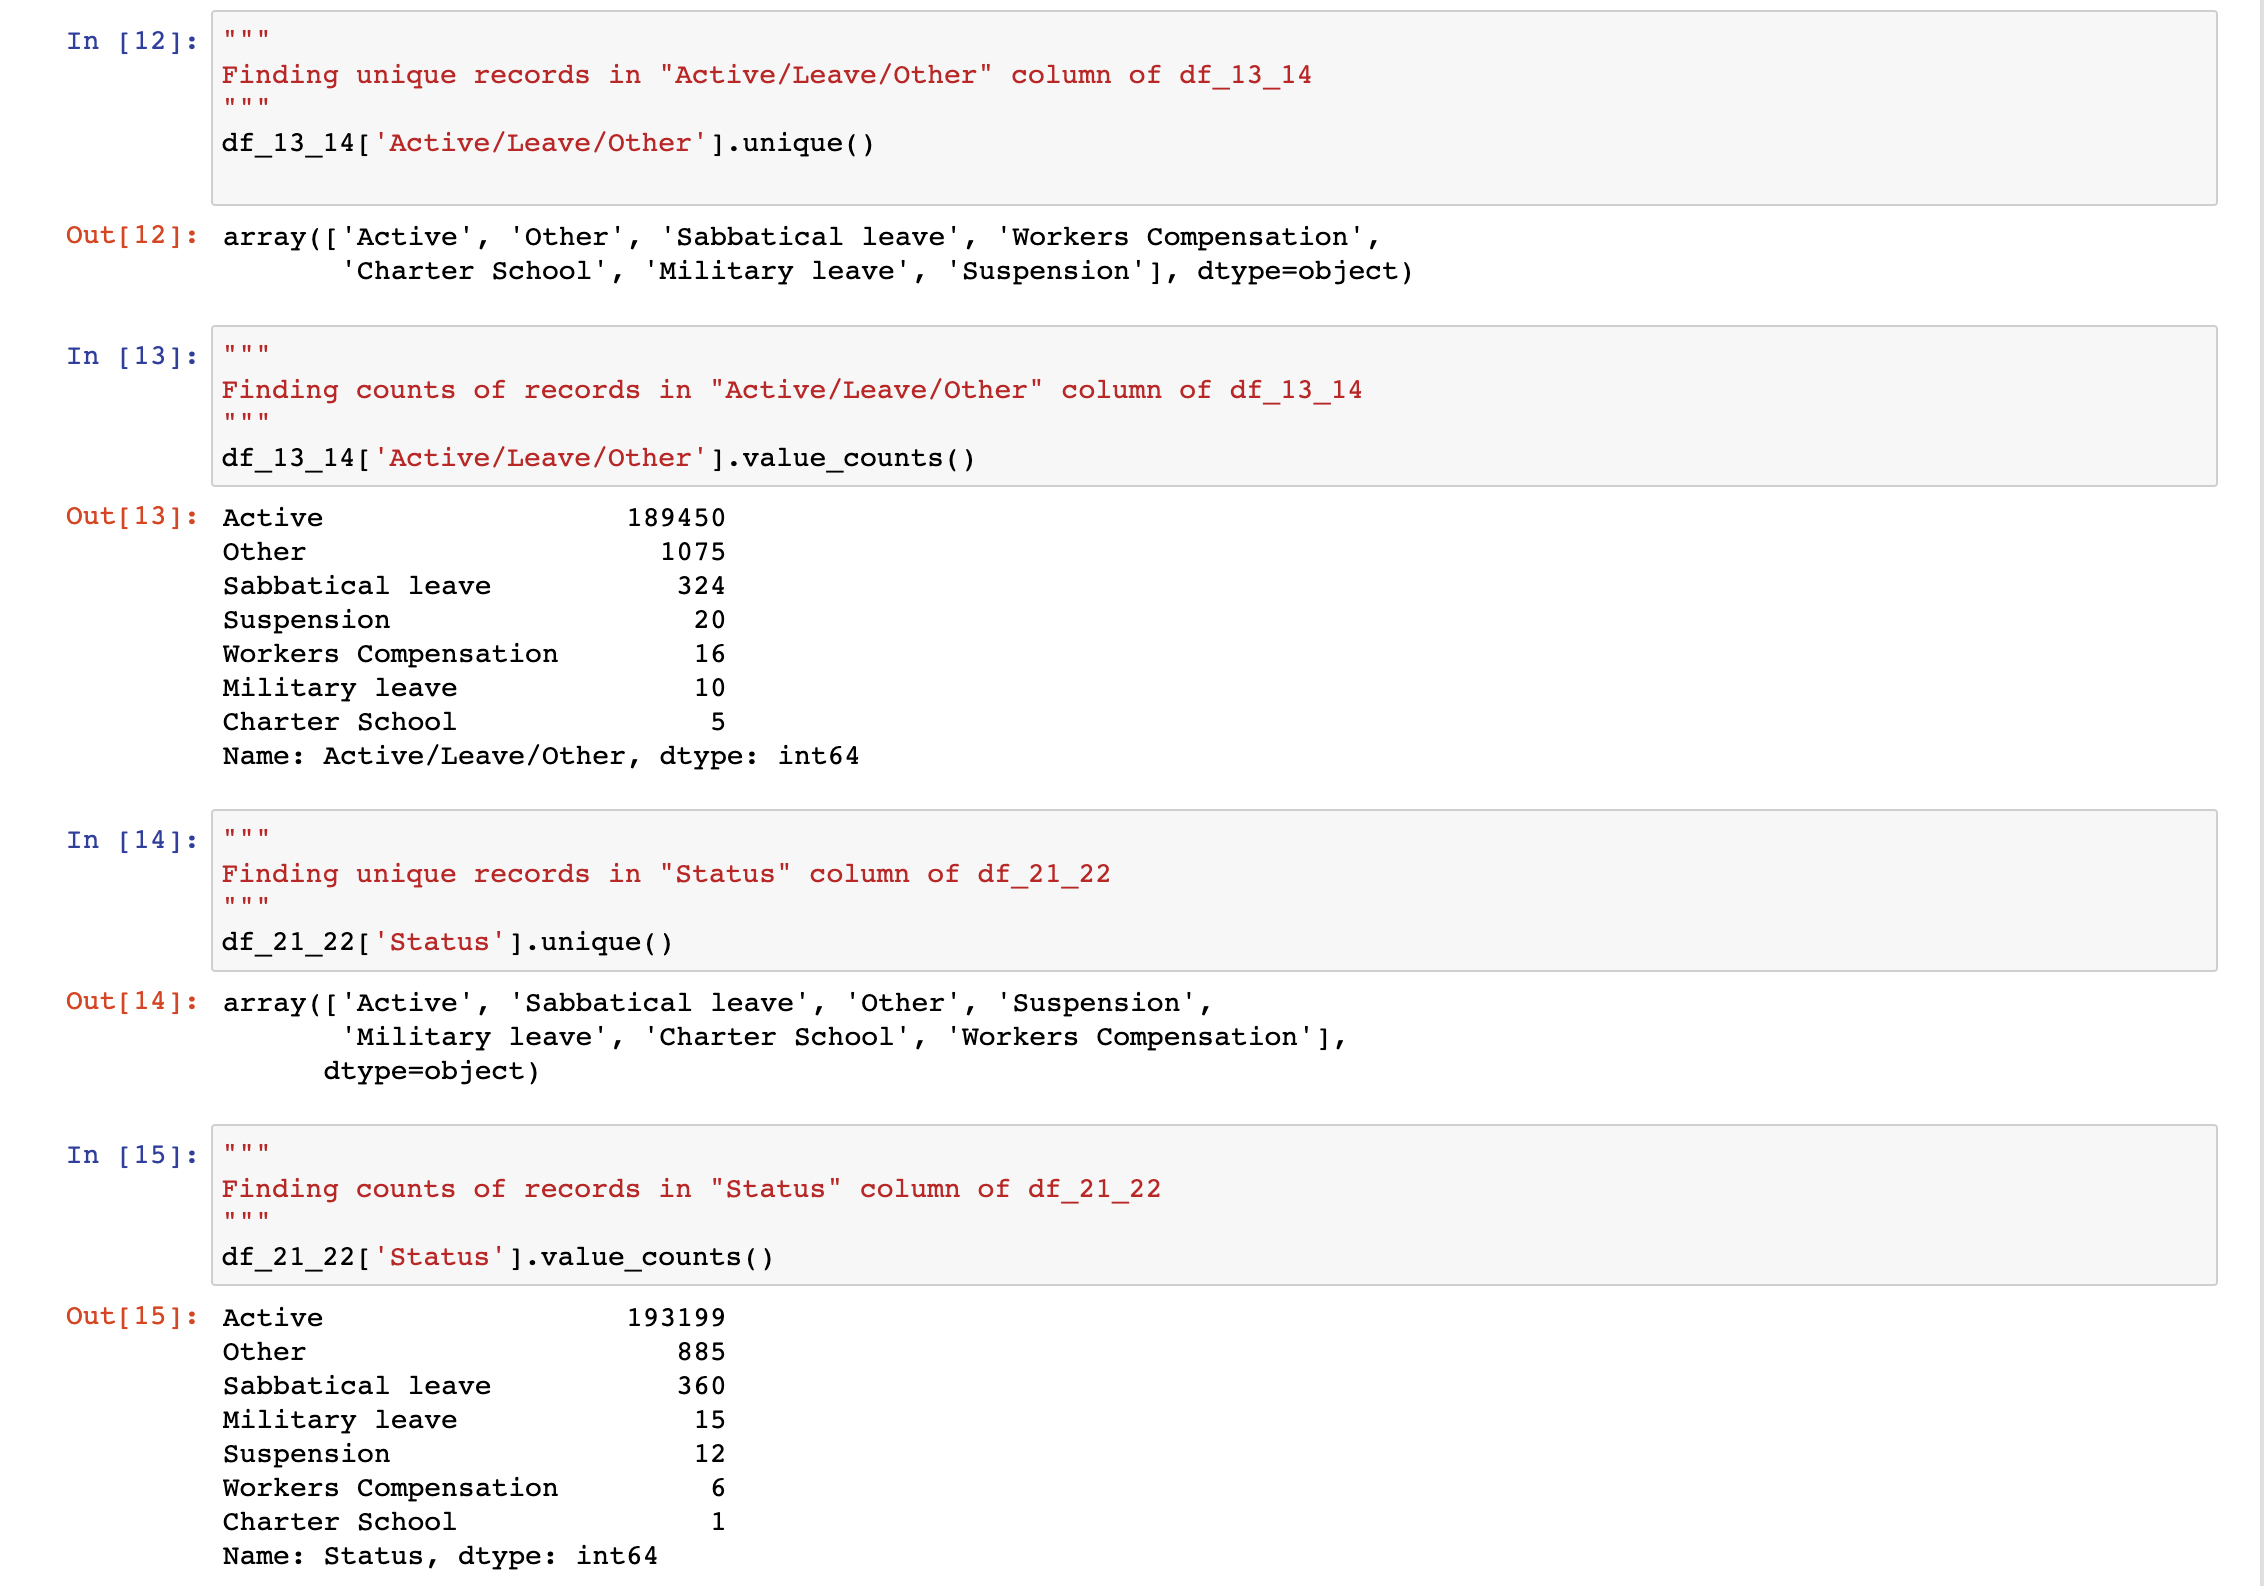 In [12]:
"""
Finding unique records in "Active/Leave/Other" column of df_13_14
"""
df_13_14['Active/Leave/Other'].unique()
Out[12]:
array(['Active', 'Other', 'Sabbatical leave', 'Workers Compensation',
'Charter School', 'Military leave', 'Suspension'], dtype=object)
In [13]:
"""
Finding counts of records in "Active/Leave/Other" column of df_13_14
"""
df_13_14['Active/Leave/Other'].value_counts()
Out[13]:
Active 189450
Other 1075
Sabbatical leave 324
Suspension 20
Workers Compensation 16
Military leave 10
Charter School 5
Name: Active/Leave/Other, dtype: int64
In [14]:
"""
Finding unique records in "Status" column of df_21_22
"""
df_21_22['Status'].unique()
Out[14]:
array(['Active', 'Sabbatical leave', 'Other', 'Suspension',
'Military leave', 'Charter School', 'Workers Compensation'],
dtype=object)
In [15]:
"""
Finding counts of records in "Status" column of df_21_22
"""
df_21_22['Status'].value_counts()
Out[15]:
Active 193199
Other 885
Sabbatical leave 360
Military leave 15
Suspension 12
Workers Compensation 6
Charter School 1
Name: Status, dtype: int64